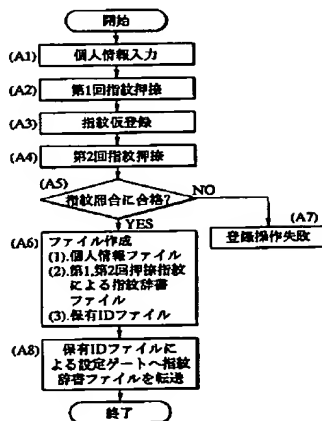 開始
(A1) 個人情報入力
(A2) 第1回指紋押捺
(A3) 指紋仮登録
(A4) 第2回指紋押捺
(A5) 指紋照合に合格?
NO
YES
(A7)
登録操作失敗
(A6) ファイル作成
(1).個人情報ファイル
(2).第1,第2回押捺指紋
による指紋辞書
ファイル
(3).保有IDファイル
(A8) 保有IDファイルに
よる設定ゲートへ指紋
辞書ファイルを転送
終了